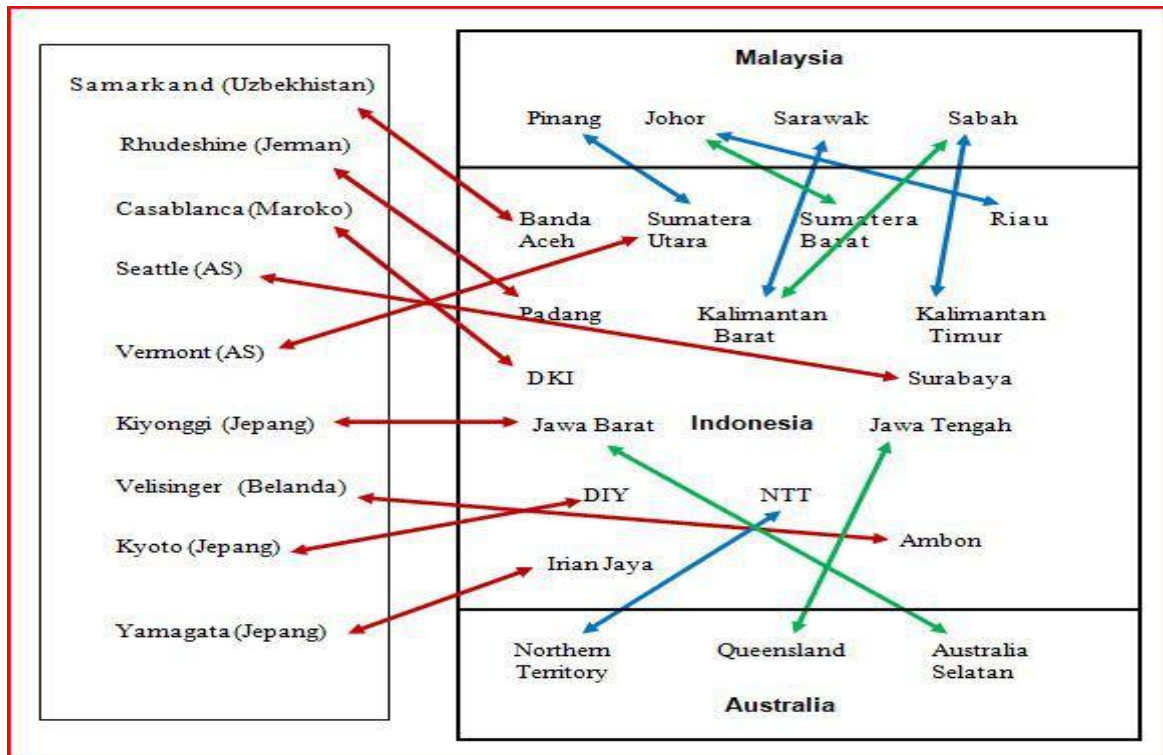 Samarkand (Uzbekhistan)
Rhudeshine (Jerman)
Casablanca (Maroko)
Seattle (AS)
Vermont (AS)
Kiyonggi (Jepang)
Velisinger (Belanda)
Kyoto (Jepang)
Yamagata (Jepang)
Malaysia
Pinang Johor Sarawak Sabah
Banda Aceh
Sumatera Utara
Sumatera Barat
Riau
Padang
Kalimantan Barat
Kalimantan Timur
DKI
Surabaya
Jawa Barat
Indonesia
Jawa Tengah
DIY
NTT
Ambon
Irian Jaya
Northern Territory
Queensland
Australia Selatan
Australia